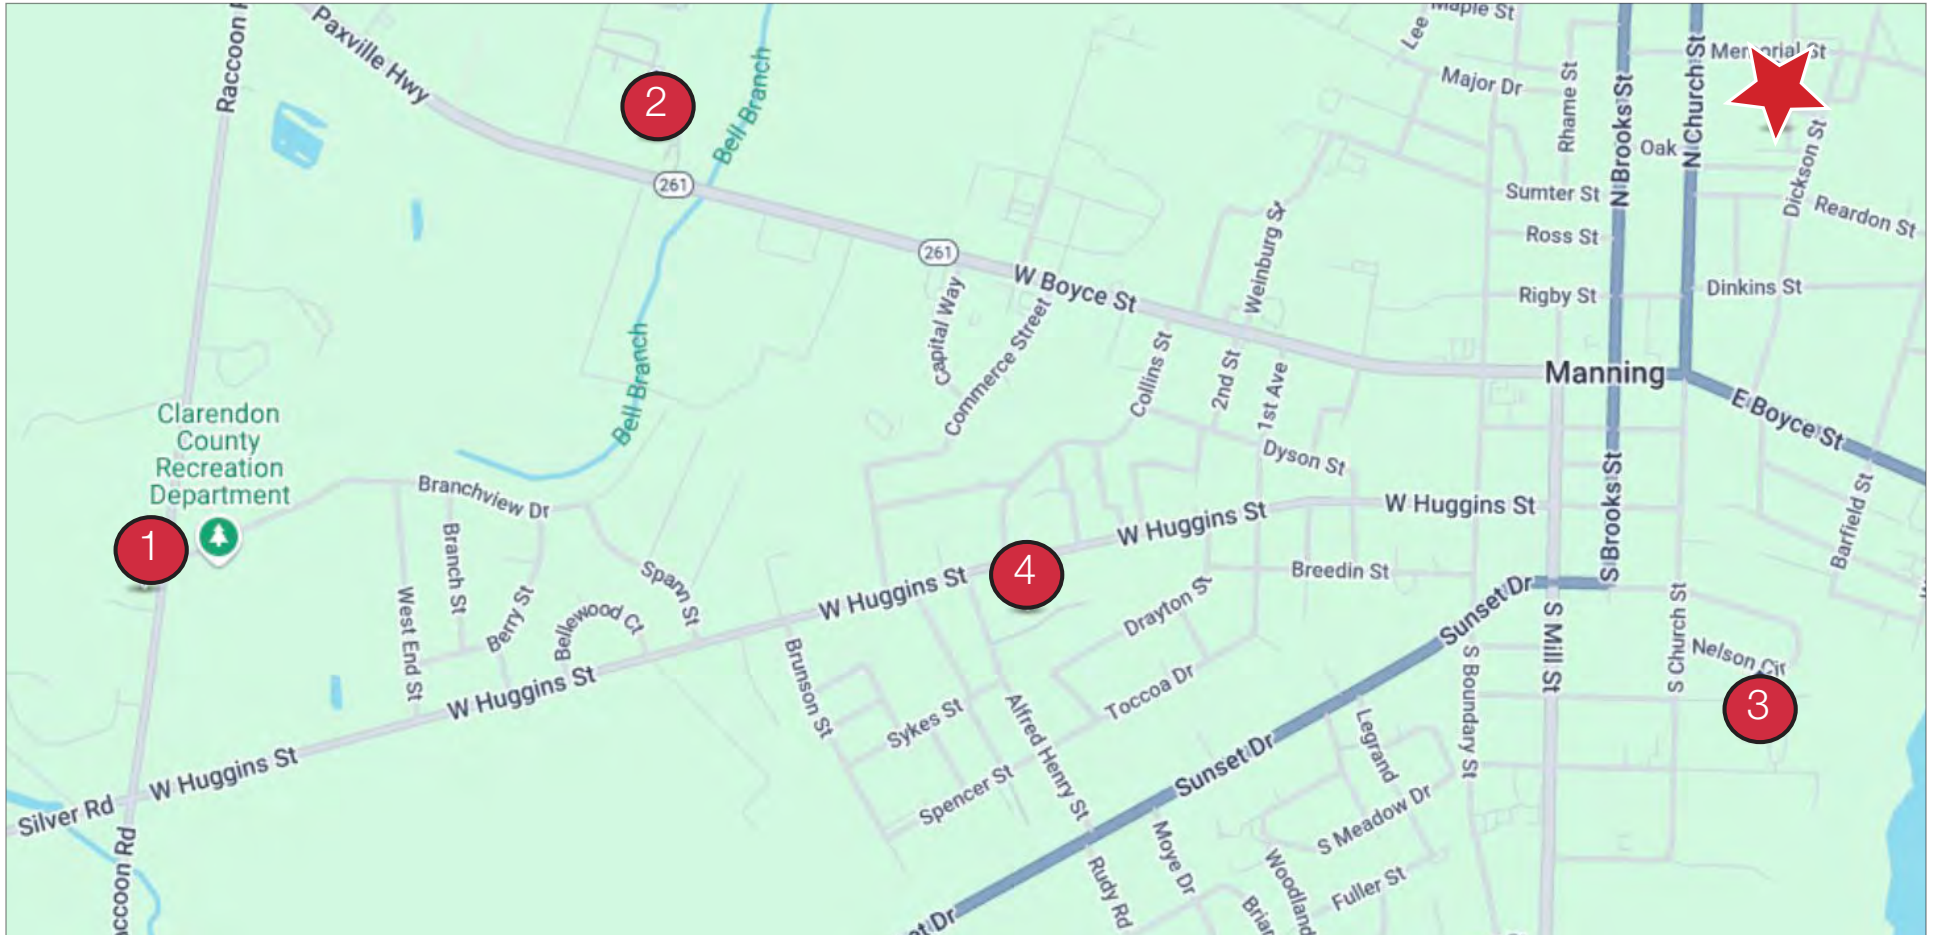 Raccoon R
Paxville Hwy
2
Bell Branch
261
261
Lee
Maple St
Major Dr
Rhame St
N Brooks St
N Church St
Memorial St
Oak
Dickson St
Reardon St
Sumter St
Ross St
Rigby St
Dinkins St
Weinburg St
W Boyce St
Capital Way
Commerce Street
Collins St
2nd St
1st Ave
Dyson St
Manning
E Boyce St
Bell Branch
Clarendon
County
Recreation
Department
1
Branchview Dr
Branch St
West End St
Berry St
Bellewood Ct
Spann St
W Huggins St
W Huggins St
W Huggins St
W Huggins St
W Huggins St
4
Breedin St
Drayton St
Toccoa Dr
Sunset Dr
S Brooks St
Barfield St
S Mill St
S Church St
Nelson Cir
3
S Boundary St
Brunson St
Sykes St
Spencer St
Alfred Henry St
Sunset Dr
Legrand
S Meadow Dr
Moye Dr
Rudy Rd
Woodland
Fuller St
Briar
et Dr
Silver Rd
accoon Rd